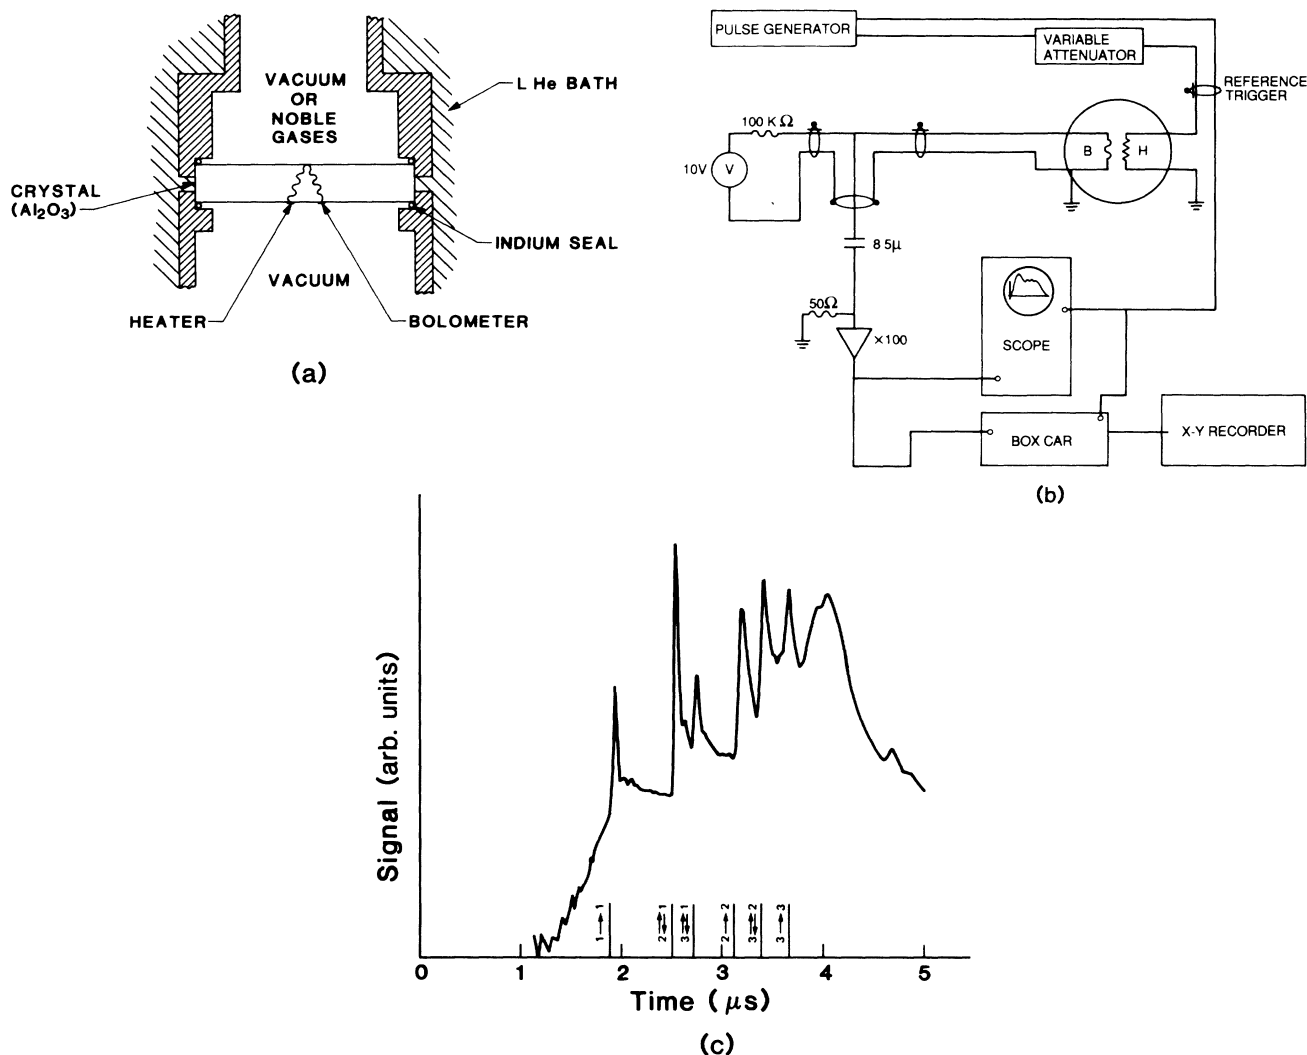 VACUUM
OR
NOBLE
GASES
L He BATH
CRYSTAL
(Al₂O₃)
INDIUM SEAL
VACUUM
HEATER
BOLOMETER
(a)
PULSE GENERATOR
VARIABLE
ATTENUATOR
REFERENCE
TRIGGER
100 K Ω
10V
V
B
H
8 5μ
50Ω
×100
SCOPE
BOX CAR
X-Y RECORDER
(b)
Signal (arb. units)
1→1
2⇄1
3⇄1
2→2
3⇄2
3→3
0 1 2 3 4 5
Time (μs)
(c)